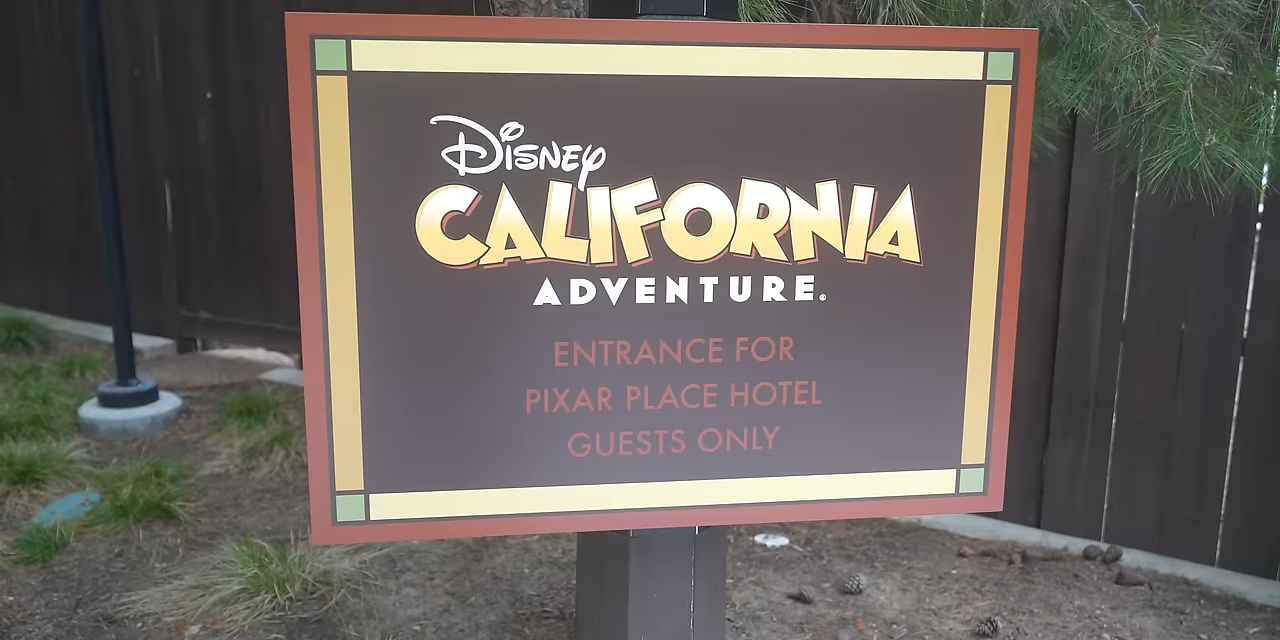 Disney
CALIFORNIA
ADVENTURE®
ENTRANCE FOR
PIXAR PLACE HOTEL
GUESTS ONLY